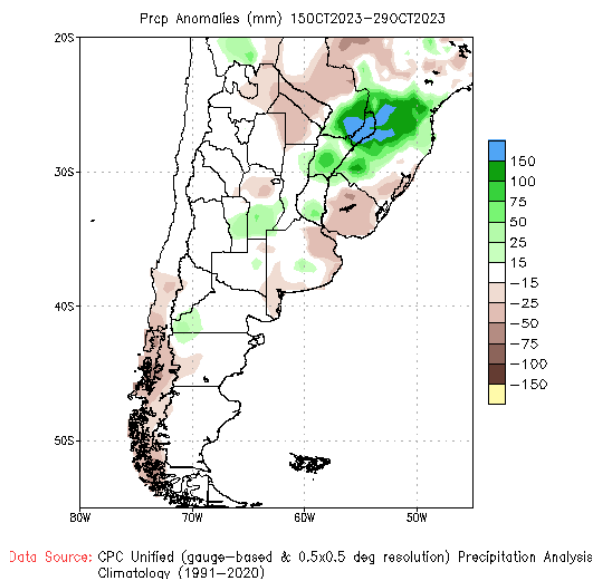 Prcp Anomalies (mm) 15OCT2023–29OCT2023
20S
30S
40S
50S
80W
70W
60W
50W
150
100
75
50
25
15
−15
−25
−50
−75
−100
−150
Data Source: CPC Unified (gauge−based & 0.5x0.5 deg resolution) Precipitation Analysis
Climatology (1991−2020)